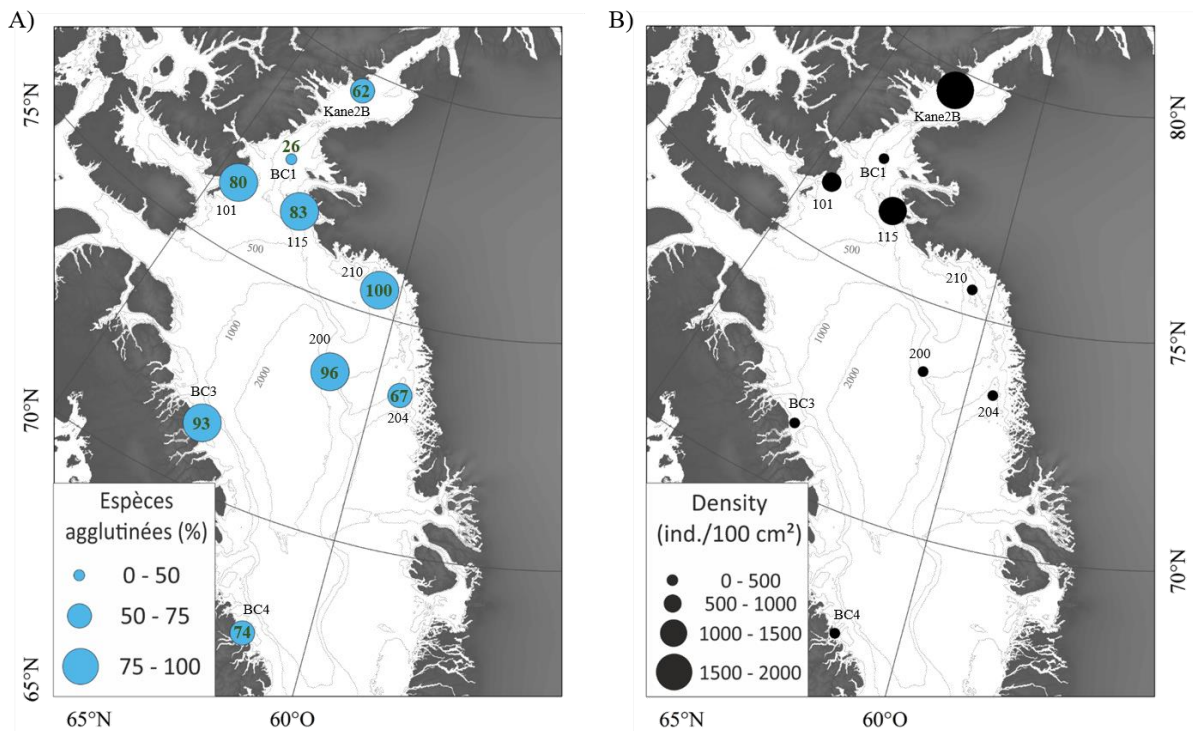 A)
75°N
70°N
65°N
62
Kane2B
26
BC1
80
101
83
115
500
210
100
1000
200
2000
96
BC3
93
67
204
BC4
74
Espèces
agglutinées (%)
0 - 50
50 - 75
75 - 100
65°N
60°O
B)
80°N
75°N
70°N
Kane2B
BC1
101
115
500
210
1000
200
2000
BC3
204
BC4
Density
(ind./100 cm²)
0 - 500
500 - 1000
1000 - 1500
1500 - 2000
65°N
60°O